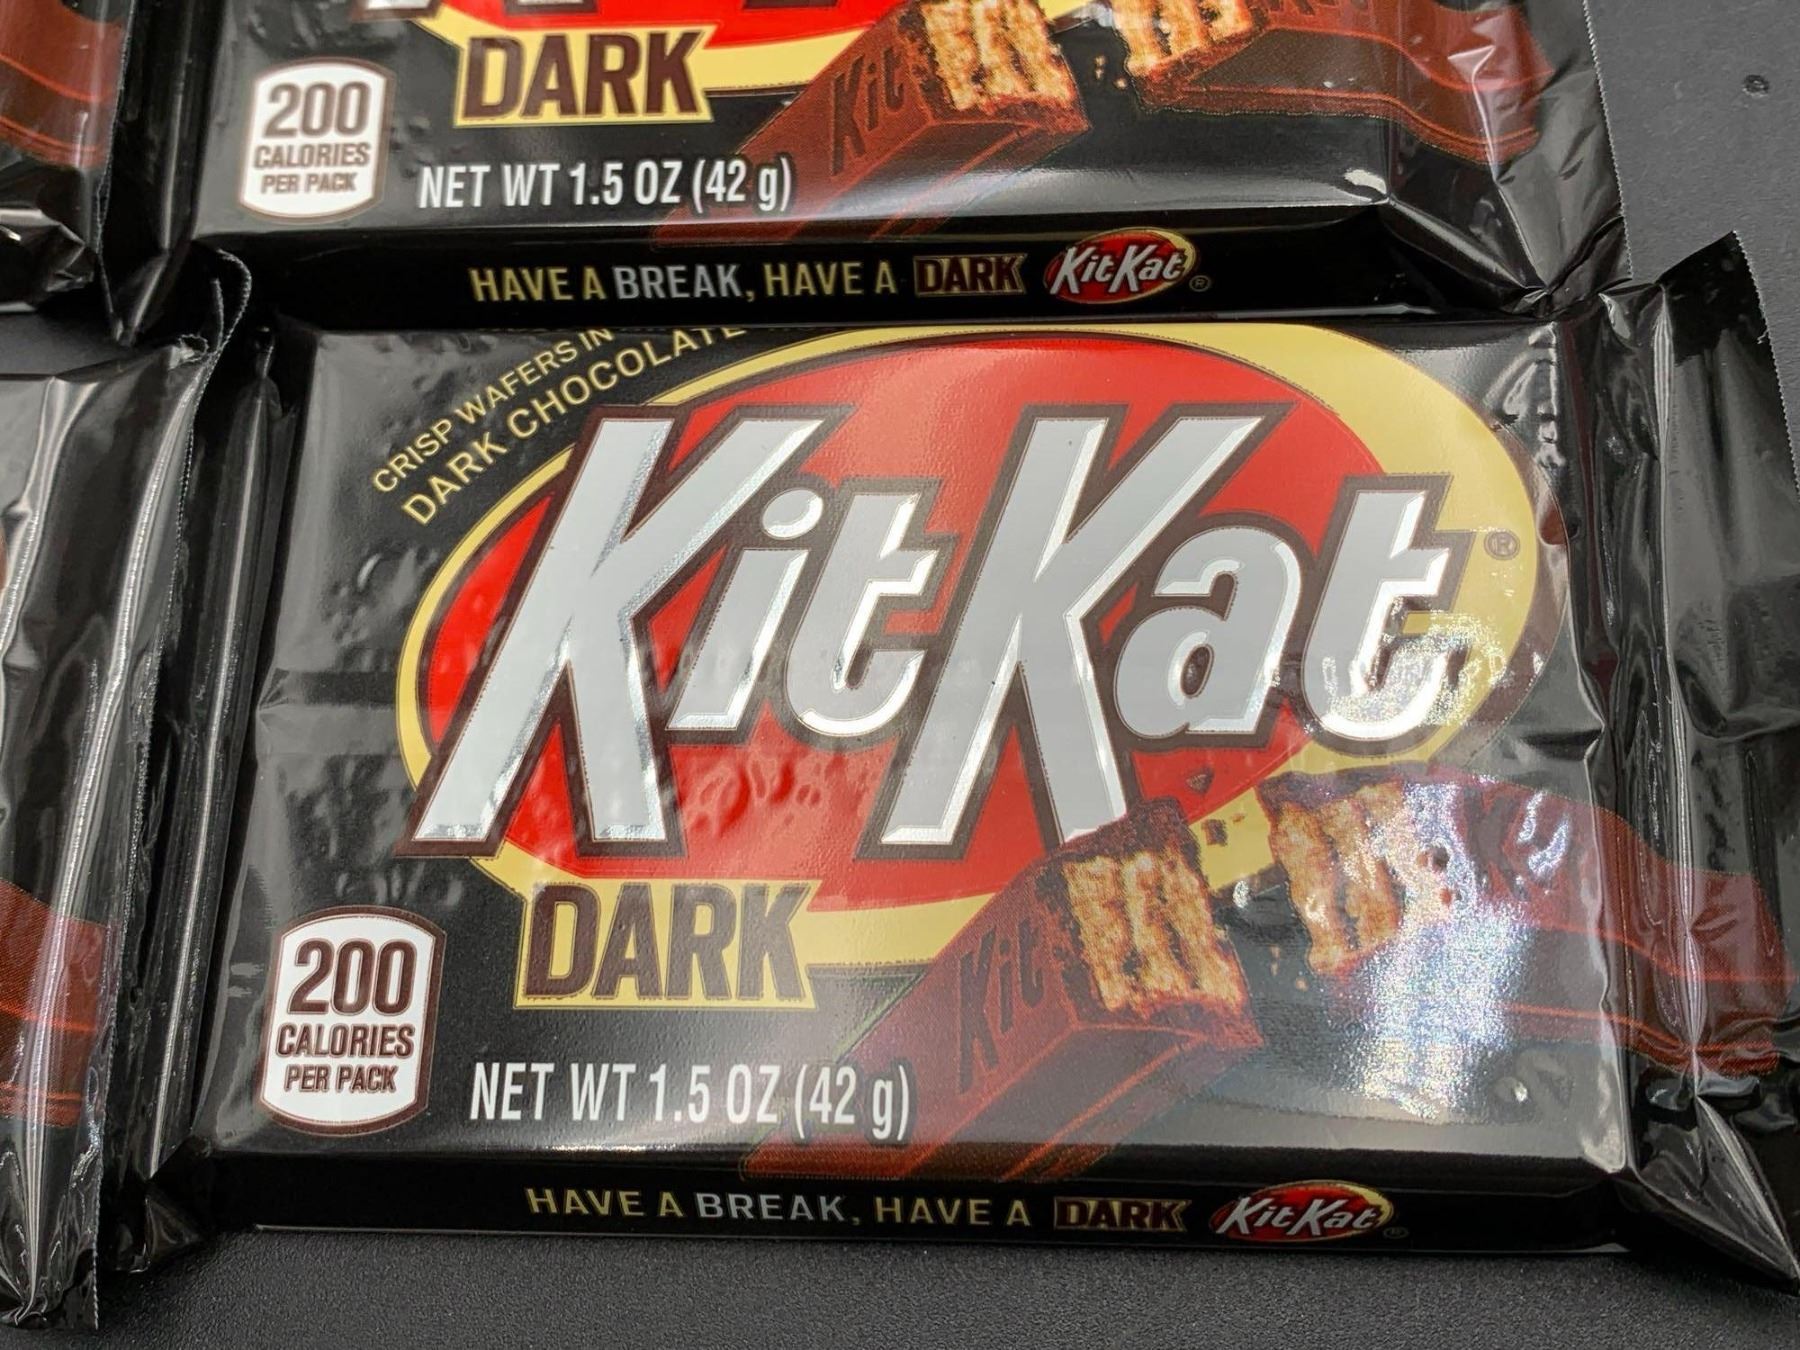 DARK
200
CALORIES
PER PACK
NET WT 1.5 OZ (42 g)
Kit
HAVE A BREAK, HAVE A DARK KitKat®
CRISP WAFERS IN
DARK CHOCOLATE
KitKat®
DARK
200
CALORIES
PER PACK
NET WT 1.5 OZ (42 g)
Kit
HAVE A BREAK, HAVE A DARK KitKat®